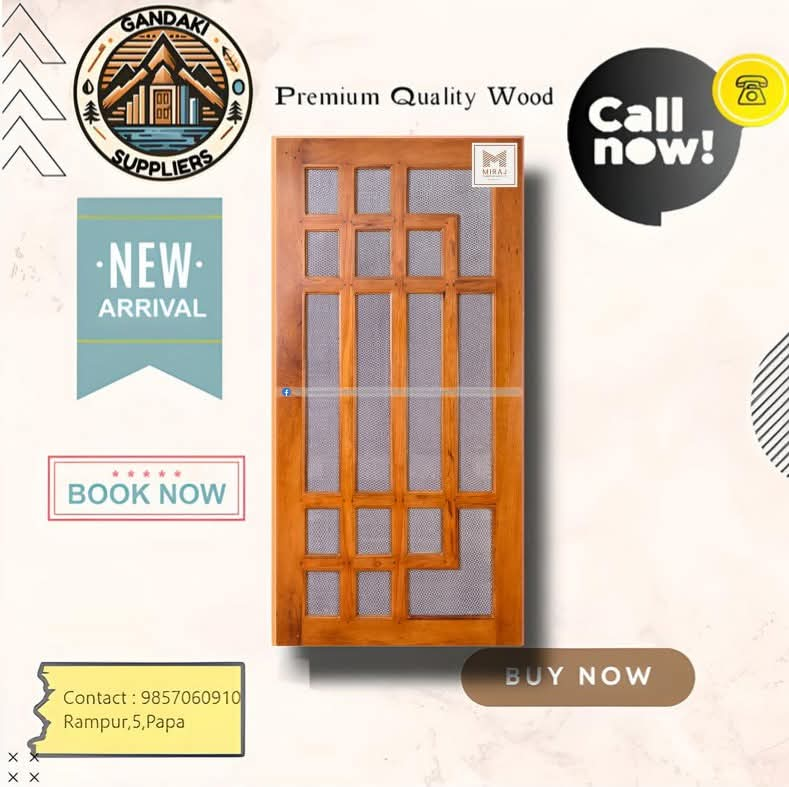 GANDAKI
SUPPLIERS
Premium Quality Wood
Call
now!
MIRAJ
NEW
ARRIVAL
BOOK NOW
BUY NOW
Contact : 9857060910
Rampur,5,Papa